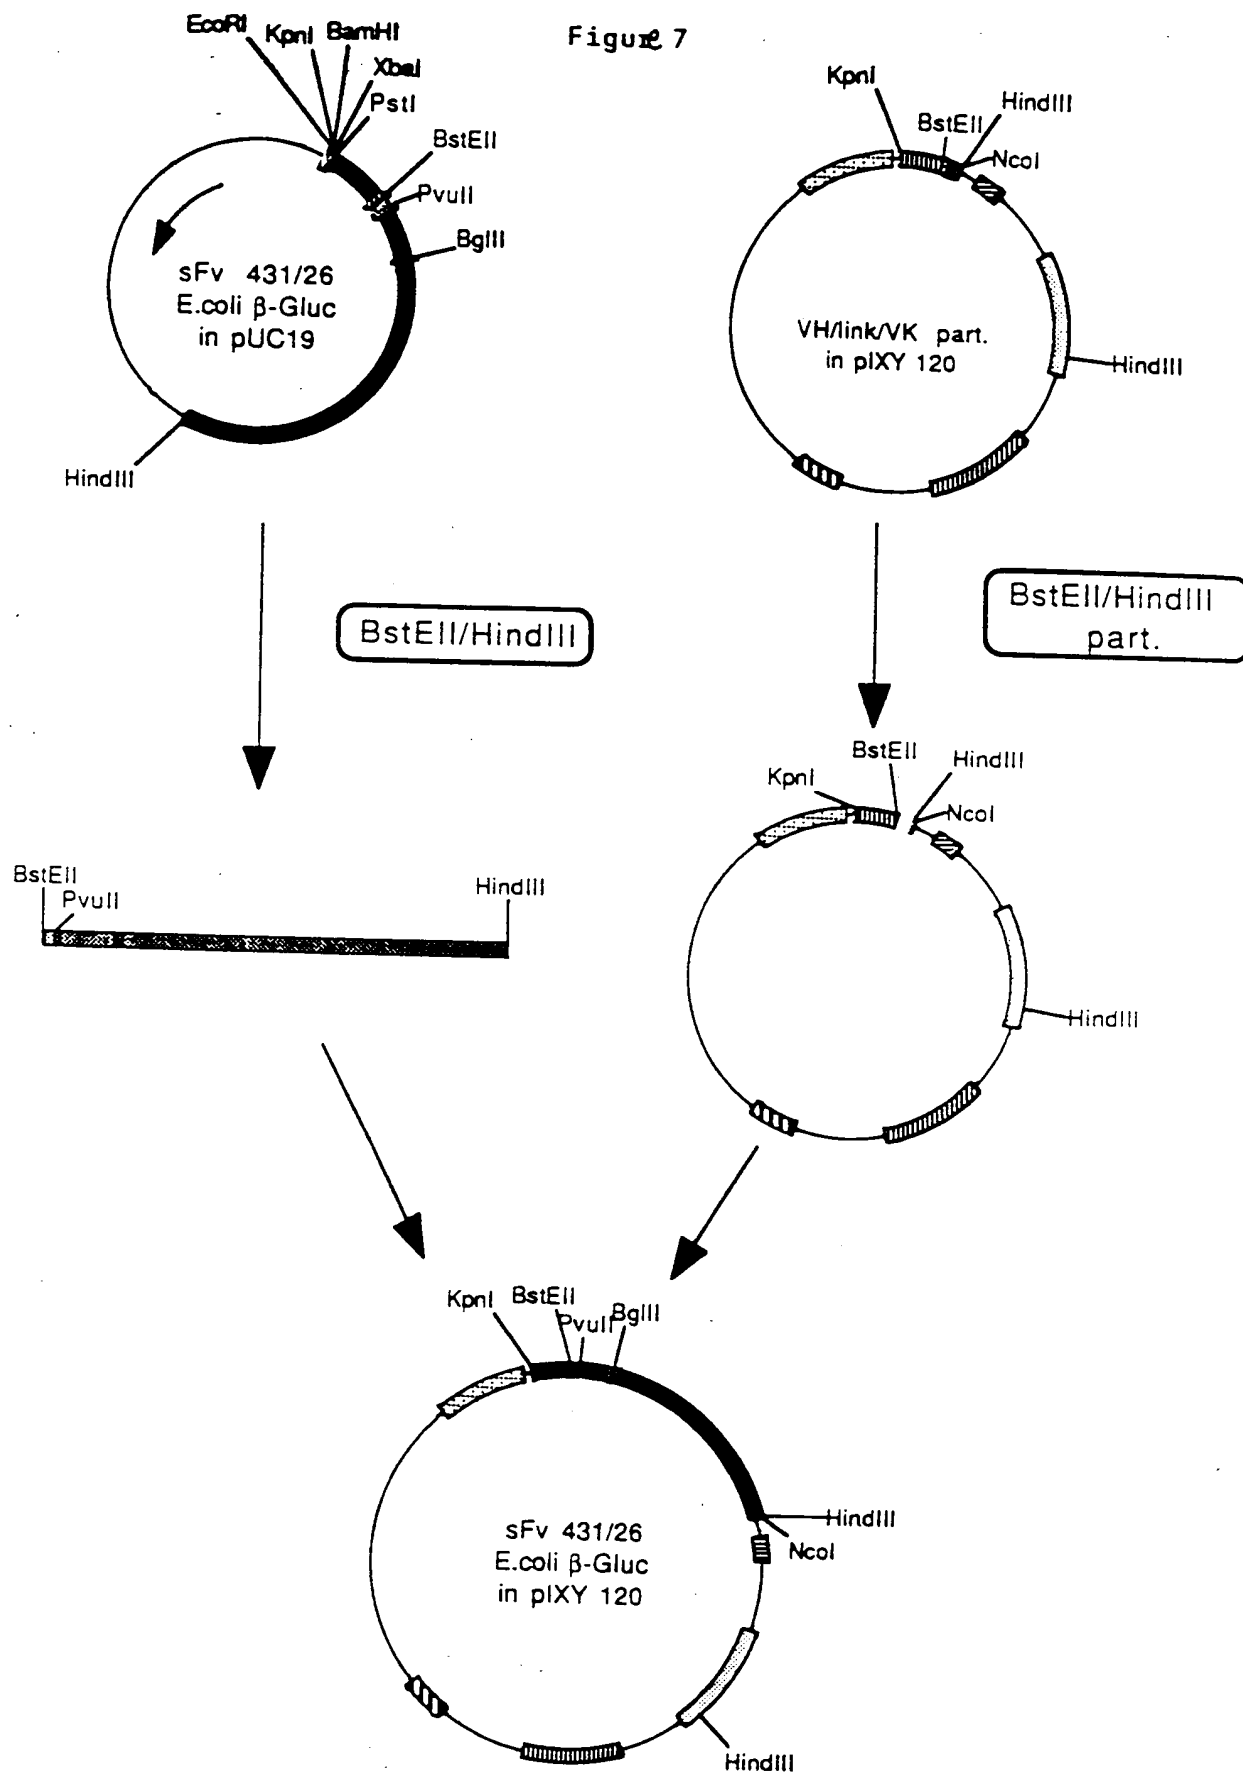 Figure 7
EcoRI
KpnI
BamHI
XbaI
PstI
BstEII
PvuII
BglII
sFv 431/26
E.coli β-Gluc
in pUC19
HindIII
KpnI
BstEII
HindIII
NcoI
VH/link/VK part.
in pIXY 120
HindIII
BstEII/HindIII
BstEII/HindIII
part.
BstEII
PvuII
HindIII
KpnI
BstEII
HindIII
NcoI
HindIII
KpnI
BstEII
PvuII
BglII
sFv 431/26
E.coli β-Gluc
in pIXY 120
HindIII
NcoI
HindIII